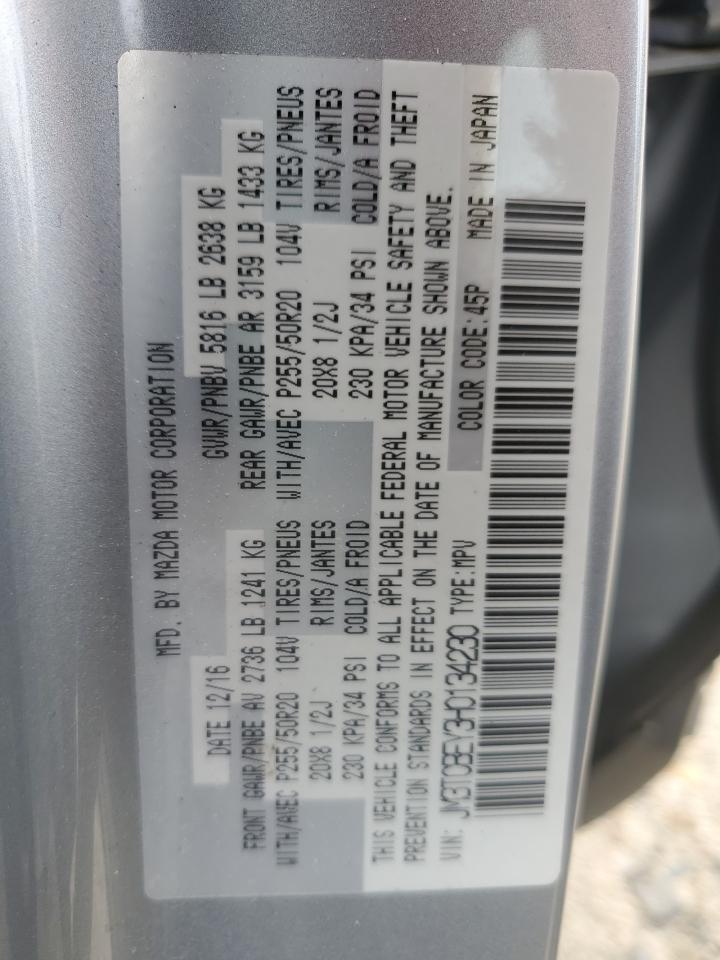 MFD. BY MAZDA MOTOR CORPORATION
DATE 12/16 GVWR/PNBV 5816 LB 2638 KG
FRONT GAWR/PNBE AV 2736 LB 1241 KG REAR GAWR/PNBE AR 3159 LB 1433 KG
WITH/AVEC P255/50R20 104V TIRES/PNEUS WITH/AVEC P255/50R20 104V TIRES/PNEUS
20X8 1/2J RIMS/JANTES 20X8 1/2J RIMS/JANTES
230 KPA/34 PSI COLD/A FROID 230 KPA/34 PSI COLD/A FROID
THIS VEHICLE CONFORMS TO ALL APPLICABLE FEDERAL MOTOR VEHICLE SAFETY AND THEFT
PREVENTION STANDARDS IN EFFECT ON THE DATE OF MANUFACTURE SHOWN ABOVE.
COLOR CODE:45P MADE IN JAPAN
VIN: JM3TCBEY3H0134230 TYPE:MPV